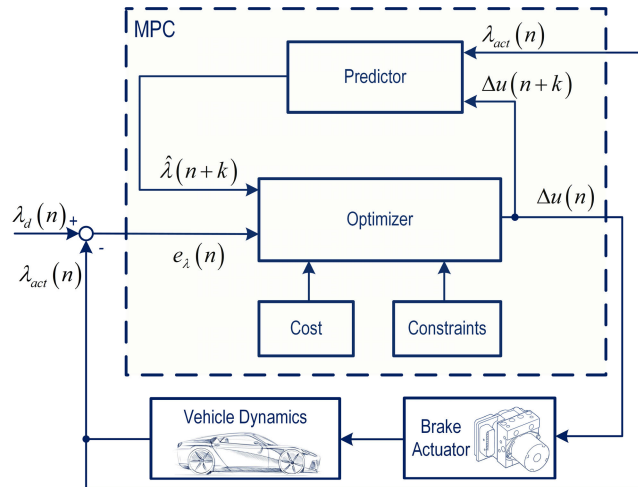 MPC
λ_act(n)
Predictor
Δu(n+k)
λ̂(n+k)
λ_d(n)
+
Optimizer
Δu(n)
-
e_λ(n)
λ_act(n)
Cost
Constraints
Vehicle Dynamics
Brake
Actuator